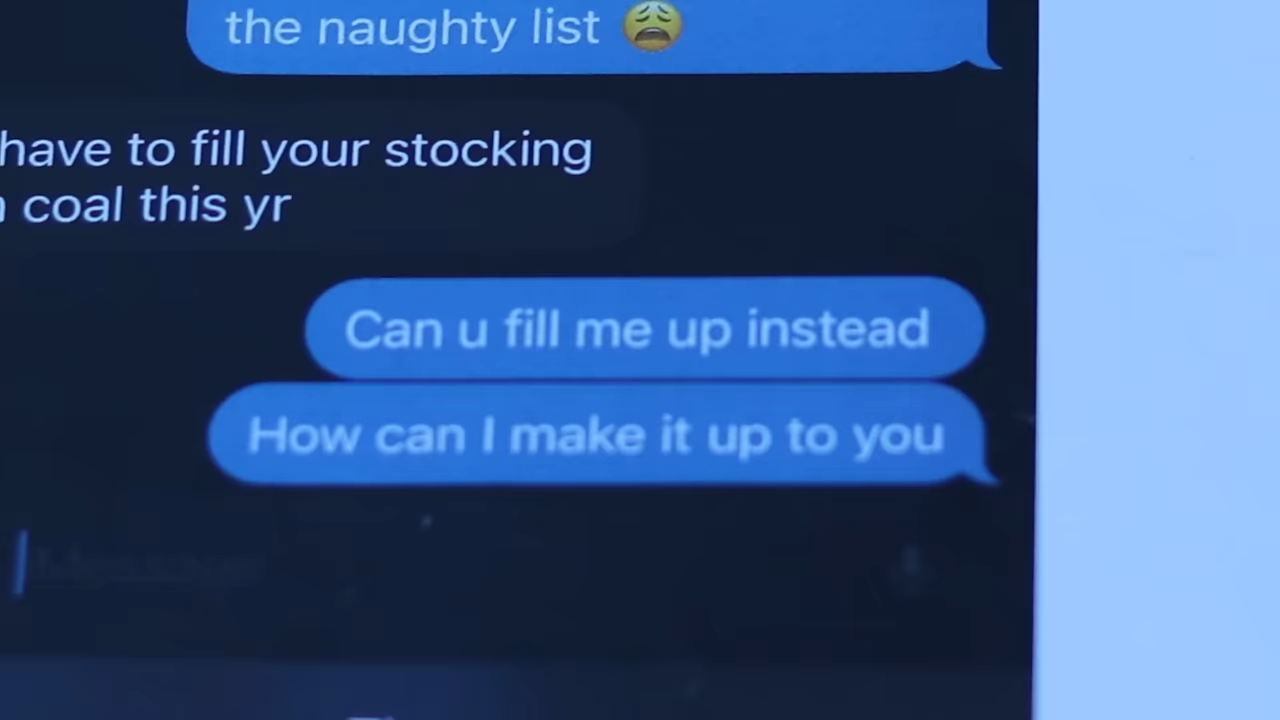 the naughty list 😩
have to fill your stocking
coal this yr
Can u fill me up instead
How can I make it up to you
Message